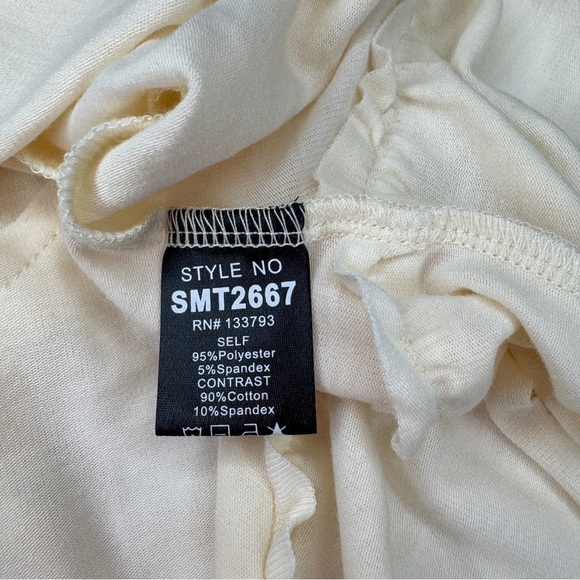 STYLE NO
SMT2667
RN# 133793
SELF
95%Polyester
5%Spandex
CONTRAST
90%Cotton
10%Spandex